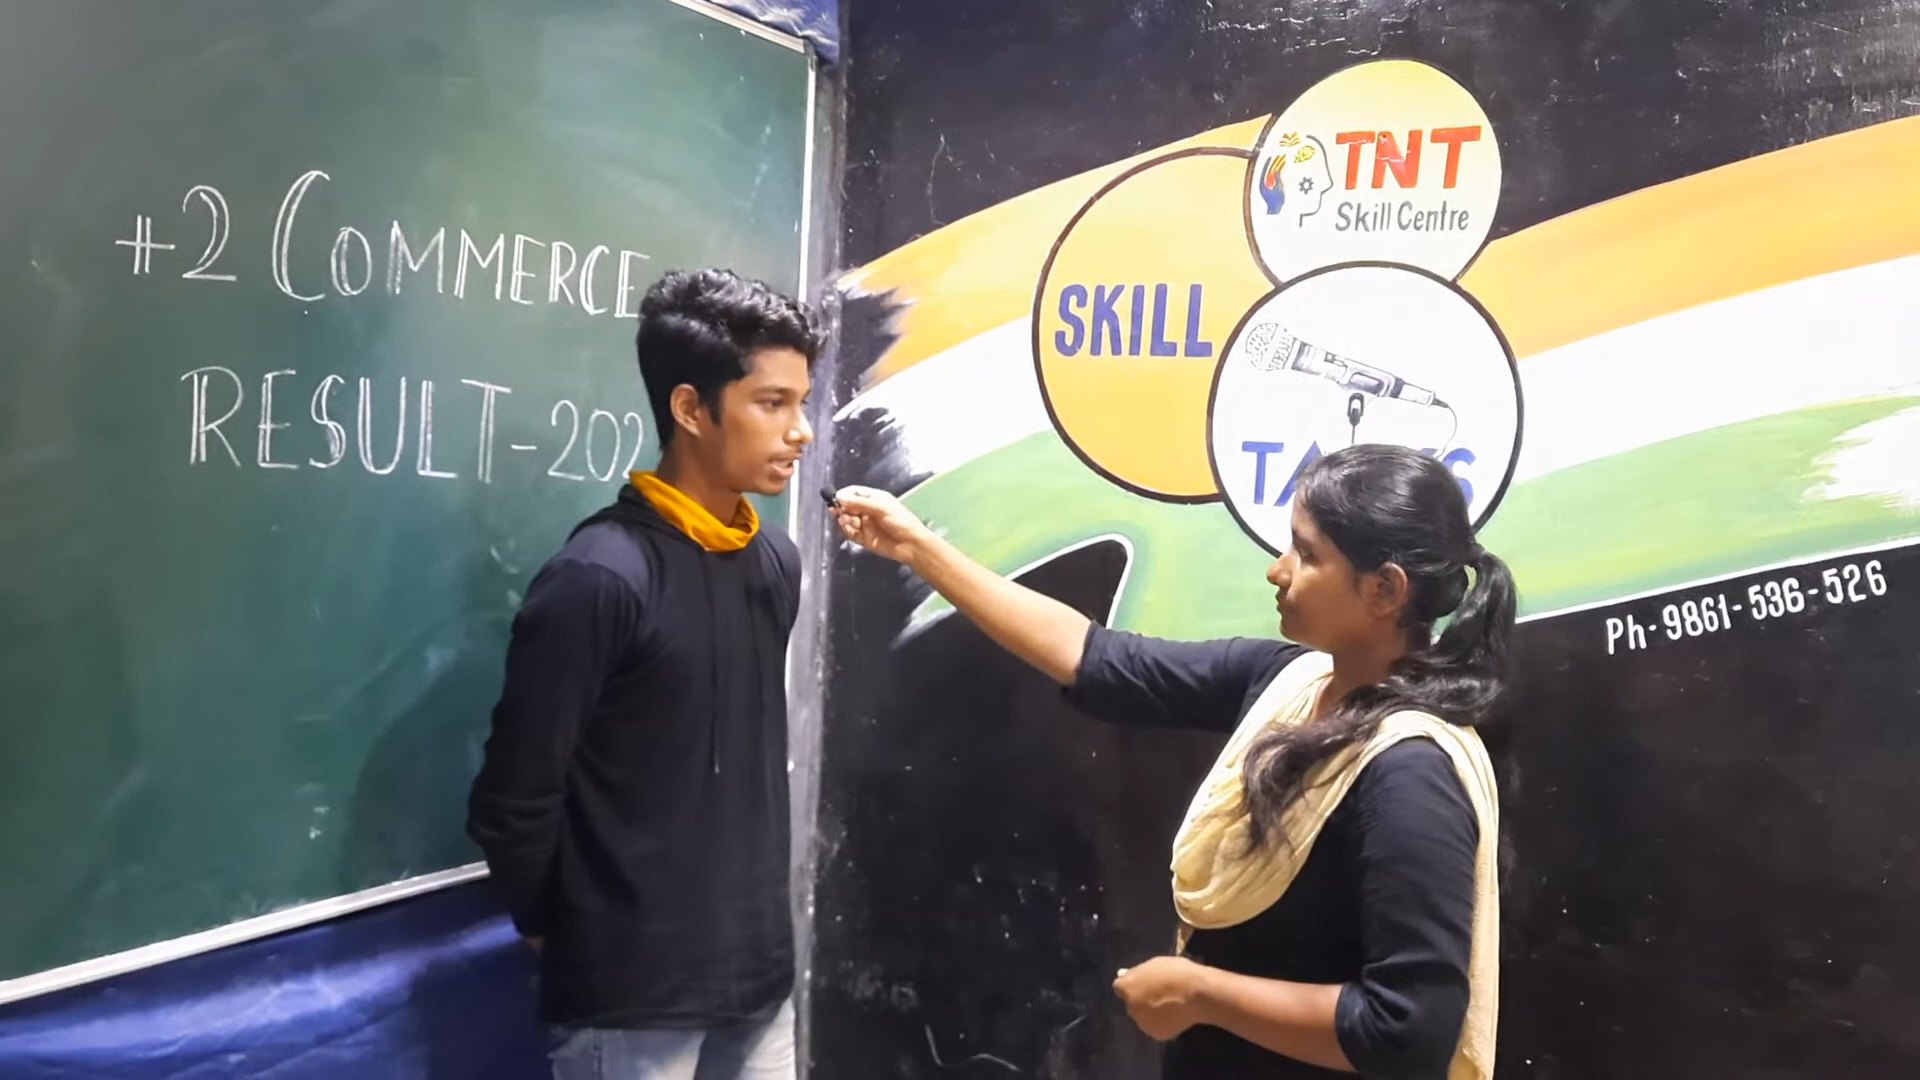 +2 COMMERCE
RESULT-202
TNT
Skill Centre
SKILL
Ph-9861-536-526